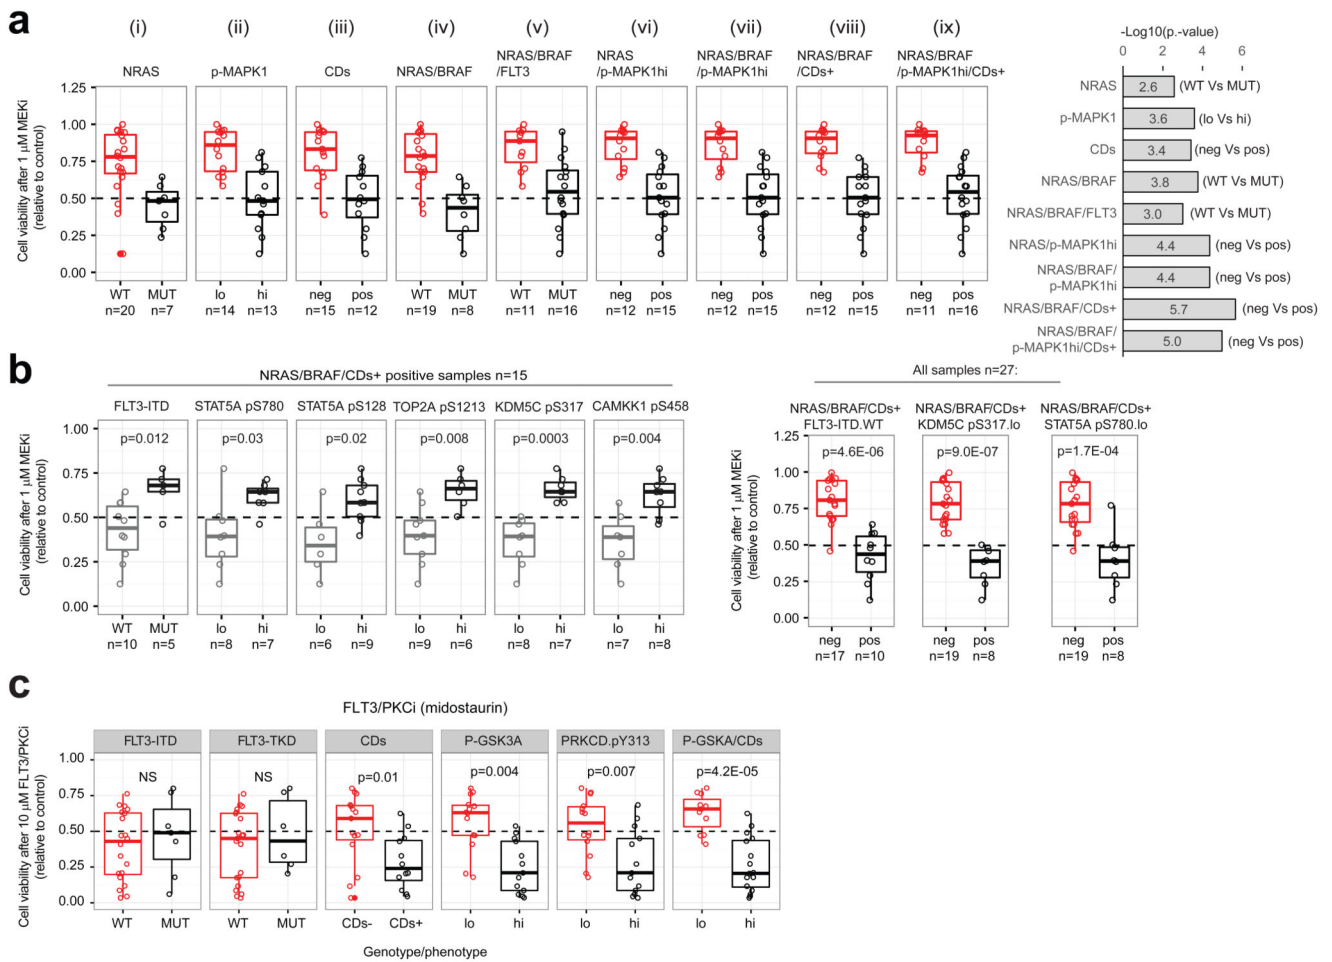 a
(i) (ii) (iii) (iv) (v) (vi) (vii) (viii) (ix)
NRAS p-MAPK1 CDs NRAS/BRAF NRAS/BRAF /FLT3 NRAS /p-MAPK1hi NRAS/BRAF /p-MAPK1hi NRAS/BRAF /CDs+ NRAS/BRAF /p-MAPK1hi/CDs+
Cell viability after 1 µM MEKi
(relative to control)
1.25
1.00
0.75
0.50
0.25
0.00
WT MUT lo hi neg pos WT MUT WT MUT neg pos neg pos neg pos neg pos
n=20 n=7 n=14 n=13 n=15 n=12 n=19 n=8 n=11 n=16 n=12 n=15 n=12 n=15 n=12 n=15 n=11 n=16
-Log10(p.-value)
0 2 4 6
NRAS 2.6 (WT Vs MUT)
p-MAPK1 3.6 (lo Vs hi)
CDs 3.4 (neg Vs pos)
NRAS/BRAF 3.8 (WT Vs MUT)
NRAS/BRAF/FLT3 3.0 (WT Vs MUT)
NRAS/p-MAPK1hi 4.4 (neg Vs pos)
NRAS/BRAF/
p-MAPK1hi 4.4 (neg Vs pos)
NRAS/BRAF/CDs+ 5.7 (neg Vs pos)
NRAS/BRAF/
p-MAPK1hi/CDs+ 5.0 (neg Vs pos)
b
NRAS/BRAF/CDs+ positive samples n=15
FLT3-ITD STAT5A pS780 STAT5A pS128 TOP2A pS1213 KDM5C pS317 CAMKK1 pS458
p=0.012 p=0.03 p=0.02 p=0.008 p=0.0003 p=0.004
Cell viability after 1 µM MEKi
(relative to control)
1.00
0.75
0.50
0.25
0.00
WT MUT lo hi lo hi lo hi lo hi lo hi
n=10 n=5 n=8 n=7 n=6 n=9 n=9 n=6 n=8 n=7 n=7 n=8
All samples n=27:
NRAS/BRAF/CDs+ NRAS/BRAF/CDs+ NRAS/BRAF/CDs+
FLT3-ITD.WT KDM5C pS317.lo STAT5A pS780.lo
p=4.6E-06 p=9.0E-07 p=1.7E-04
Cell viability after 1 µM MEKi
(relative to control)
1.25
1.00
0.75
0.50
0.25
0.00
neg pos neg pos neg pos
n=17 n=10 n=19 n=8 n=19 n=8
c
FLT3/PKCi (midostaurin)
FLT3-ITD FLT3-TKD CDs P-GSK3A PRKCD.pY313 P-GSKA/CDs
NS NS p=0.01 p=0.004 p=0.007 p=4.2E-05
Cell viability after 10 µM FLT3/PKCi
(relative to control)
1.00
0.75
0.50
0.25
0.00
WT MUT WT MUT CDs- CDs+ lo hi lo hi lo hi
Genotype/phenotype